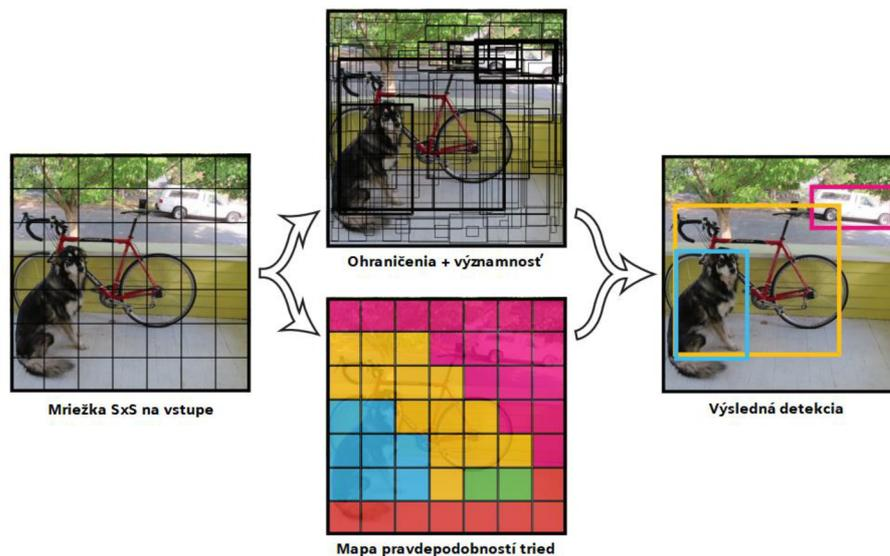 Ohraničenia + významnosť
Mriežka SxS na vstupe
Výsledná detekcia
Mapa pravdepodobností tried